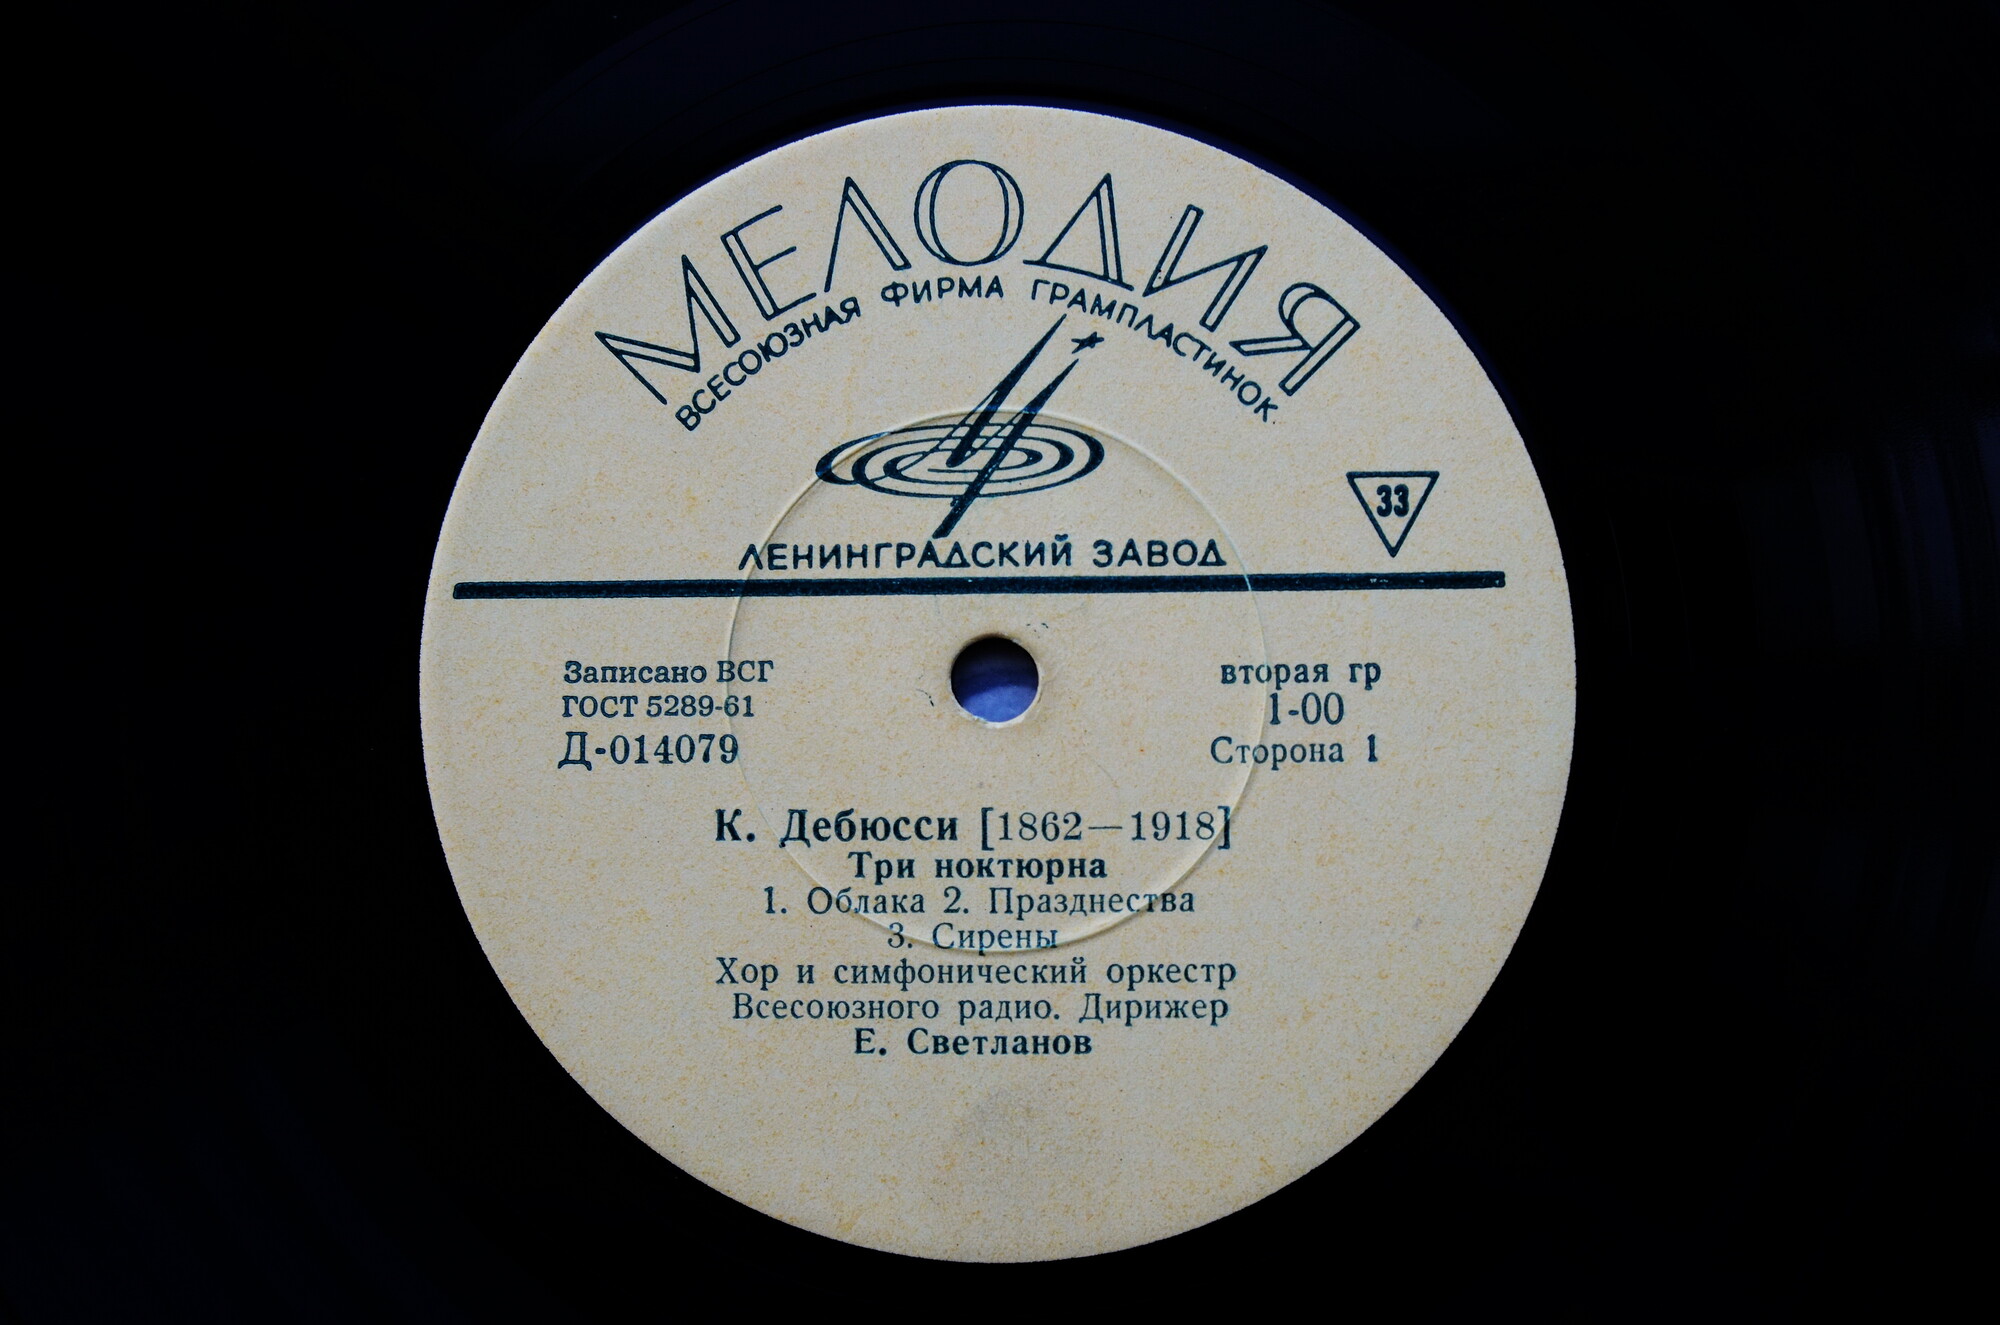 МЕЛОДИЯ
ВСЕСОЮЗНАЯ ФИРМА ГРАМПЛАСТИНОК
33
ЛЕНИНГРАДСКИЙ ЗАВОД
Записано ВСГ
ГОСТ 5289-61
Д-014079
вторая гр
1-00
Сторона 1
К. Дебюсси [1862—1918]
Три ноктюрна
1. Облака 2. Празднества
3. Сирены
Хор и симфонический оркестр
Всесоюзного радио. Дирижер
Е. Светланов